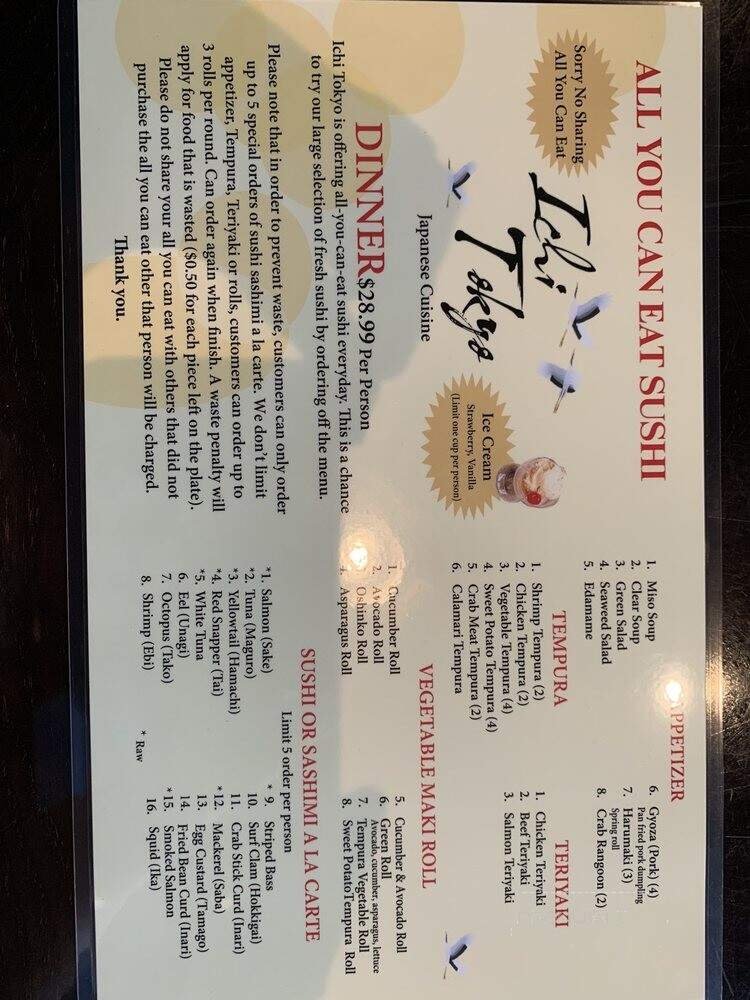 ALL YOU CAN EAT SUSHI
Sorry No Sharing
All You Can Eat
Ichi
Tokyo
Japanese Cuisine
Ice Cream
Strawberry, Vanilla
(Limit one cup per person)
DINNER $28.99 Per Person
Ichi Tokyo is offering all-you-can-eat sushi everyday. This is a chance
to try our large selection of fresh sushi by ordering off the menu.
Please note that in order to prevent waste, customers can only order
up to 5 special orders of sushi sashimi a la carte. We don't limit
appetizer, Tempura, Teriyaki or rolls, customers can order up to
3 rolls per round. Can order again when finish. A waste penalty will
apply for food that is wasted ($0.50 for each piece left on the plate).
Please do not share your all you can eat with others that did not
purchase the all you can eat other that person will be charged.
Thank you.
APPETIZER
1. Miso Soup
2. Clear Soup
3. Green Salad
4. Seaweed Salad
5. Edamame
6. Gyoza (Pork) (4)
Pan fried pork dumpling
7. Harumaki (3)
Spring roll
8. Crab Rangoon (2)
TEMPURA
1. Shrimp Tempura (2)
2. Chicken Tempura (2)
3. Vegetable Tempura (4)
4. Sweet Potato Tempura (4)
5. Crab Meat Tempura (2)
6. Calamari Tempura
TERIYAKI
1. Chicken Teriyaki
2. Beef Teriyaki
3. Salmon Teriyaki
VEGETABLE MAKI ROLL
1. Cucumber Roll
2. Avocado Roll
Oshinko Roll
4. Asparagus Roll
5. Cucumber & Avocado Roll
6. Green Roll
Avocado, cucumber, asparagus, lettuce
7. Tempura Vegetable Roll
8. Sweet Potato Tempura Roll
SUSHI OR SASHIMI A LA CARTE
Limit 5 order per person
*1. Salmon (Sake)
*2. Tuna (Maguro)
*3. Yellowtail (Hamachi)
*4. Red Snapper (Tai)
*5. White Tuna
6. Eel (Unagi)
7. Octopus (Tako)
8. Shrimp (Ebi)
* 9. Striped Bass
10. Surf Clam (Hokkigai)
11. Crab Stick Curd (Inari)
*12. Mackerel (Saba)
13. Egg Custard (Tamago)
14. Fried Bean Curd (Inari)
*15. Smoked Salmon
16. Squid (Ika)
* Raw